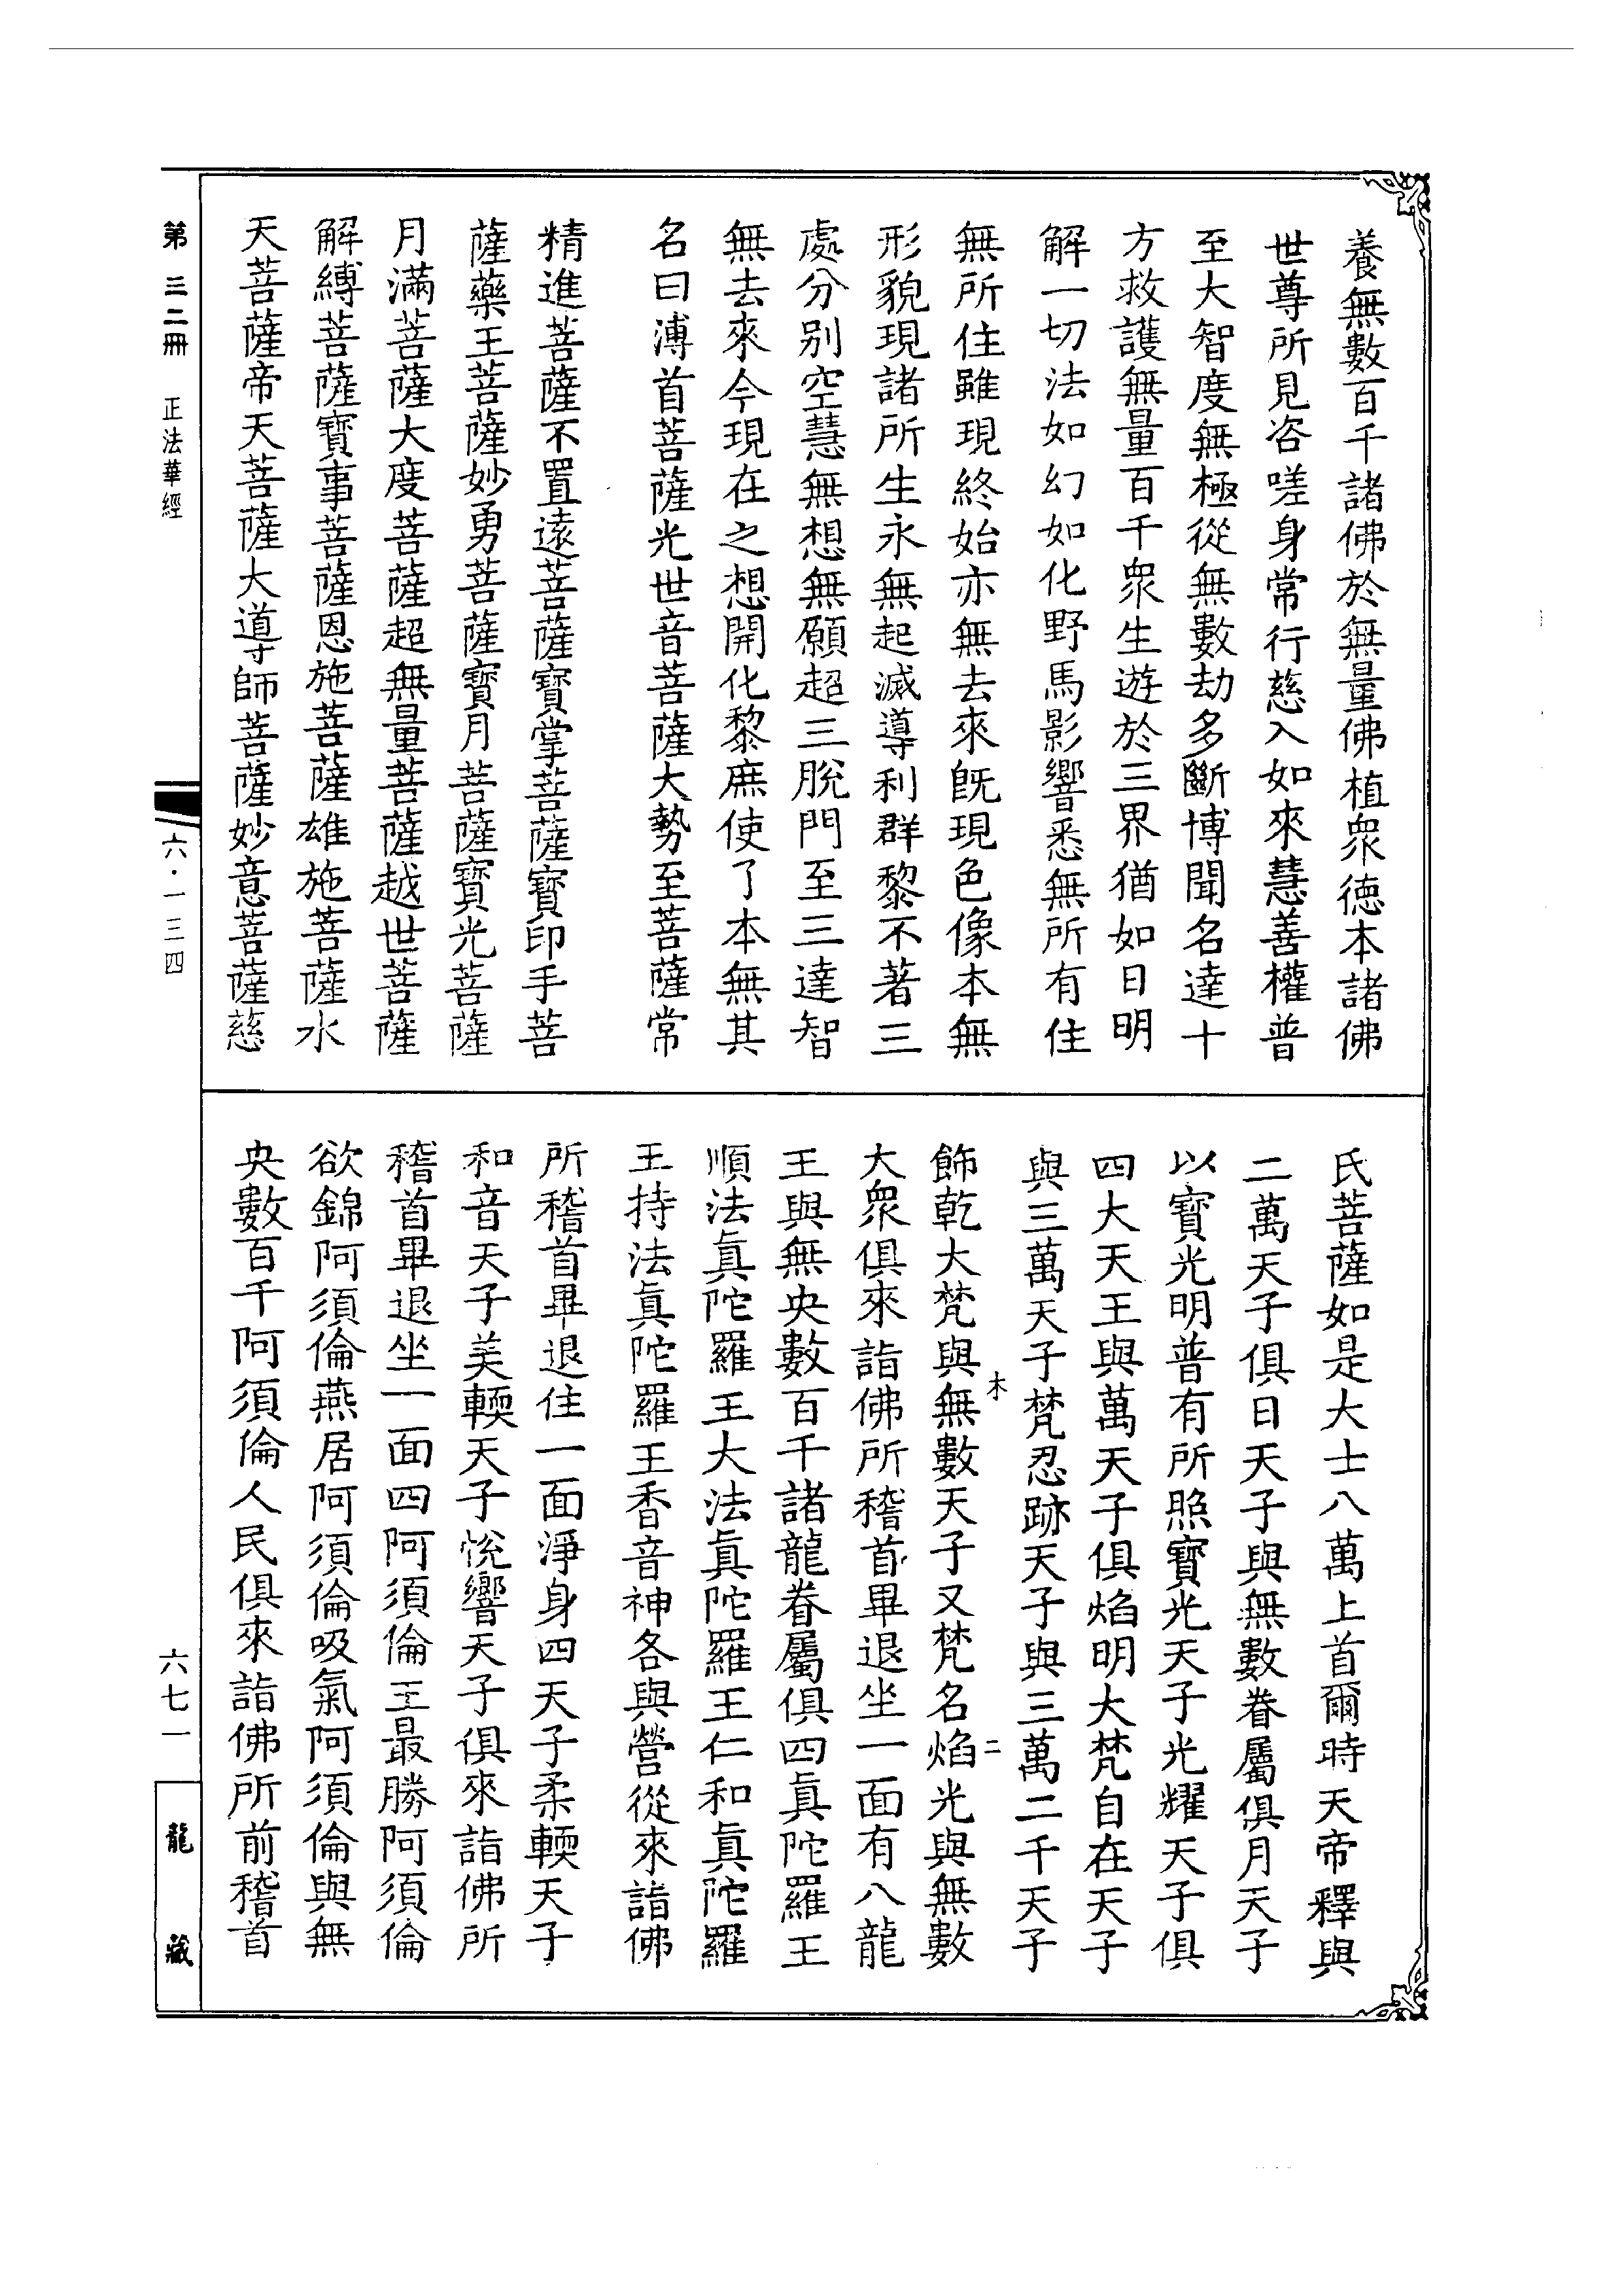 養無數百千諸佛於無量佛植衆德本諸佛
世尊所見咨嗟身常行慈入如來慧善權普
至大智度無極從無數劫多斷博聞名達十
方救護無量百千衆生遊於三界猶如日明
解一切法如幻如化野馬影響悉無所有住
無所住雖現終始亦無去來既現色像本無
形貌現諸所生永無起滅導利群黎不著三
處分別空慧無想無願超三脫門至三達智
無去來今現在之想開化黎庶使了本無其
名曰溥首菩薩光世音菩薩大勢至菩薩常
精進菩薩不置遠菩薩寶掌菩薩寶印手菩
薩藥王菩薩妙勇菩薩寶月菩薩寶光菩薩
月滿菩薩大度菩薩超無量菩薩越世菩薩
解縛菩薩寶事菩薩恩施菩薩雄施菩薩水
天菩薩帝天菩薩大導師菩薩妙意菩薩慈
氏菩薩如是大士八萬上首爾時天帝釋與
二萬天子俱日天子與無數眷屬俱月天子
以寶光明普有所照寶光天子光耀天子俱
四大天王與萬天子俱焰明大梵自在天子
與三萬天子梵忍跡天子與三萬二千天子
飾乾大梵與無數天子又梵名焰光與無數
木 二
大衆俱來詣佛所稽首畢退坐一面有八龍
王與無央數百千諸龍眷屬俱四眞陀羅王
順法眞陀羅王大法眞陀羅王仁和眞陀羅
王持法眞陀羅王香音神各與營從來詣佛
所稽首畢退住一面淨身四天子柔輭天子
和音天子美輭天子悅響天子俱來詣佛所
稽首畢退坐一面四阿須倫王最勝阿須倫
欲錦阿須倫燕居阿須倫吸氣阿須倫與無
央數百千阿須倫人民俱來詣佛所前稽首
第三二冊 正法華經
六·一三四
六七一
龍藏